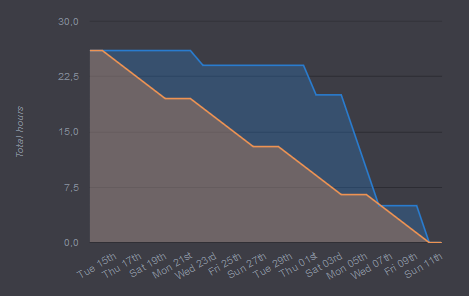 30,0
22,5
15,0
7,5
0,0
Total hours
Tue 15th
Thu 17th
Sat 19th
Mon 21st
Wed 23rd
Fri 25th
Sun 27th
Tue 29th
Thu 01st
Sat 03rd
Mon 05th
Wed 07th
Fri 09th
Sun 11th